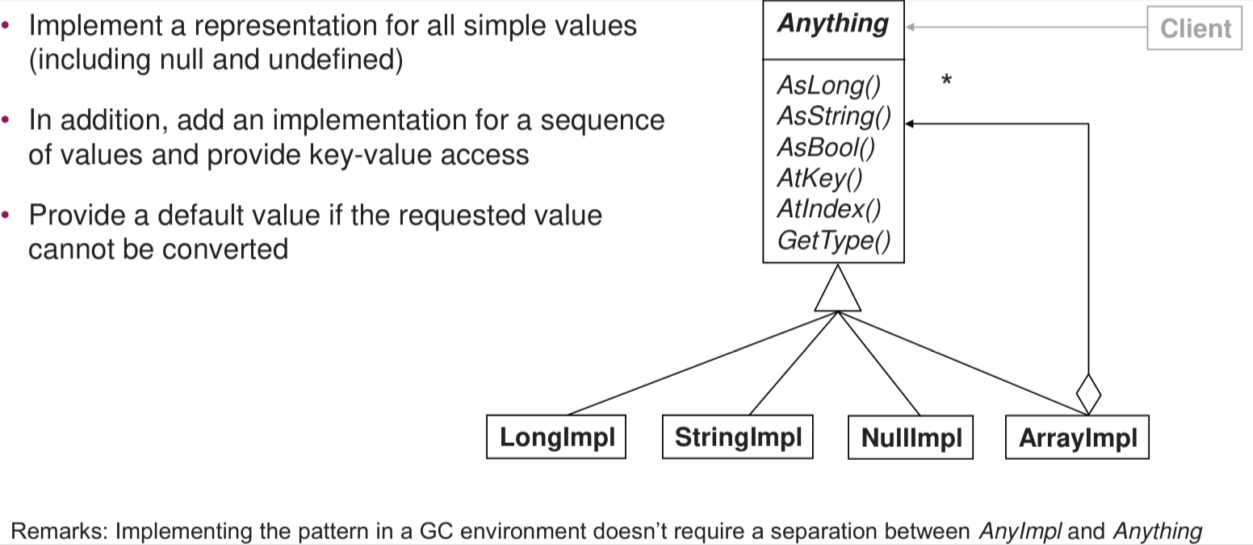 • Implement a representation for all simple values
(including null and undefined)
• In addition, add an implementation for a sequence
of values and provide key-value access
• Provide a default value if the requested value
cannot be converted
Anything
Client
AsLong()
*
AsString()
AsBool()
AtKey()
AtIndex()
GetType()
LongImpl
StringImpl
NullImpl
ArrayImpl
Remarks: Implementing the pattern in a GC environment doesn’t require a separation between AnyImpl and Anything